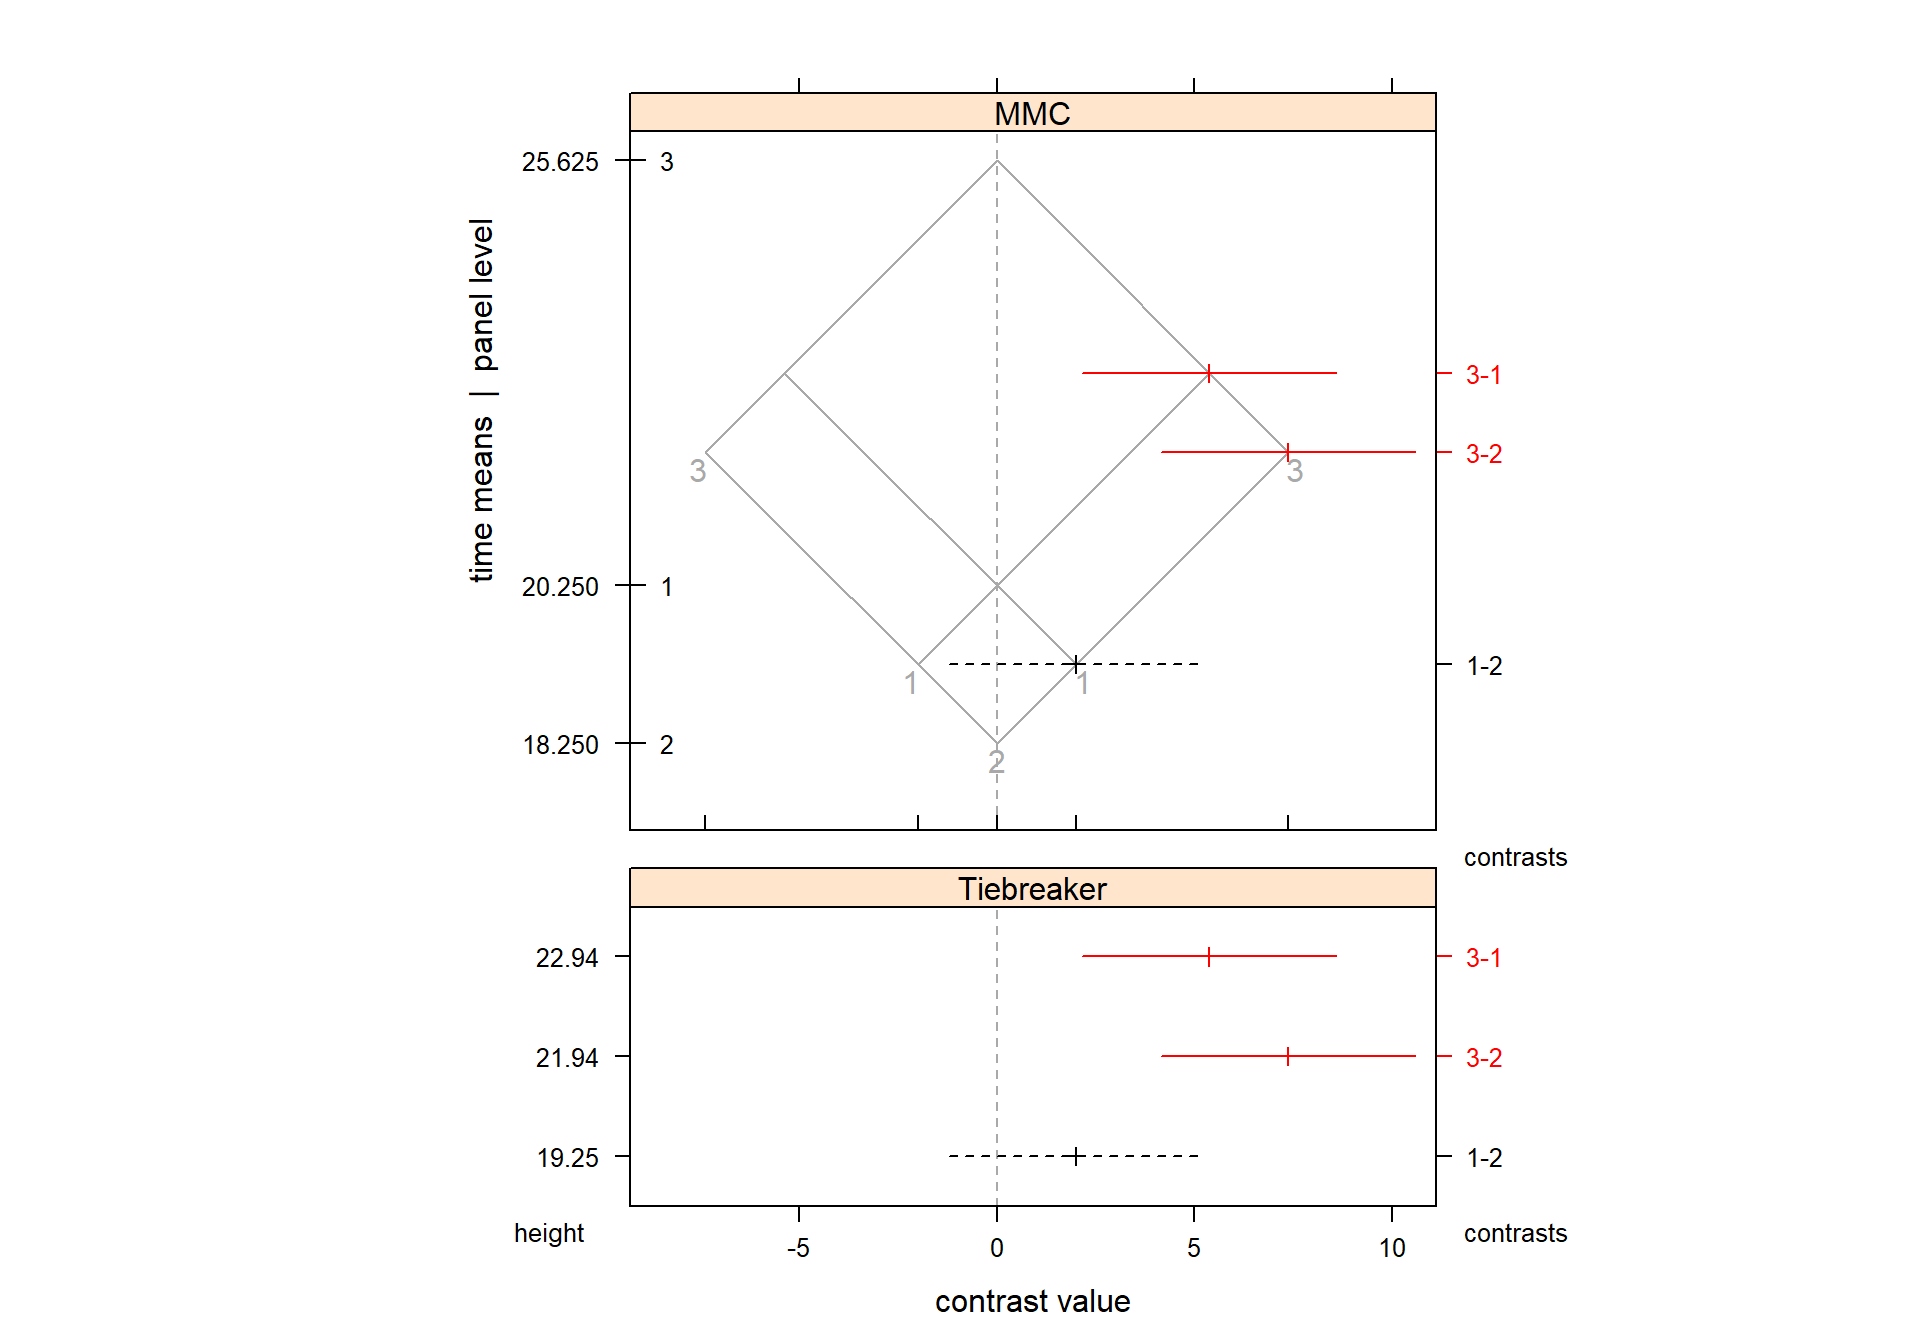 MMC
25.625 3
3-1
3-2
3 3
time means | panel level
20.250 1
1-2
1 1
18.250 2
2
contrasts
Tiebreaker
22.94 3-1
21.94 3-2
19.25 1-2
height contrasts
-5 0 5 10
contrast value